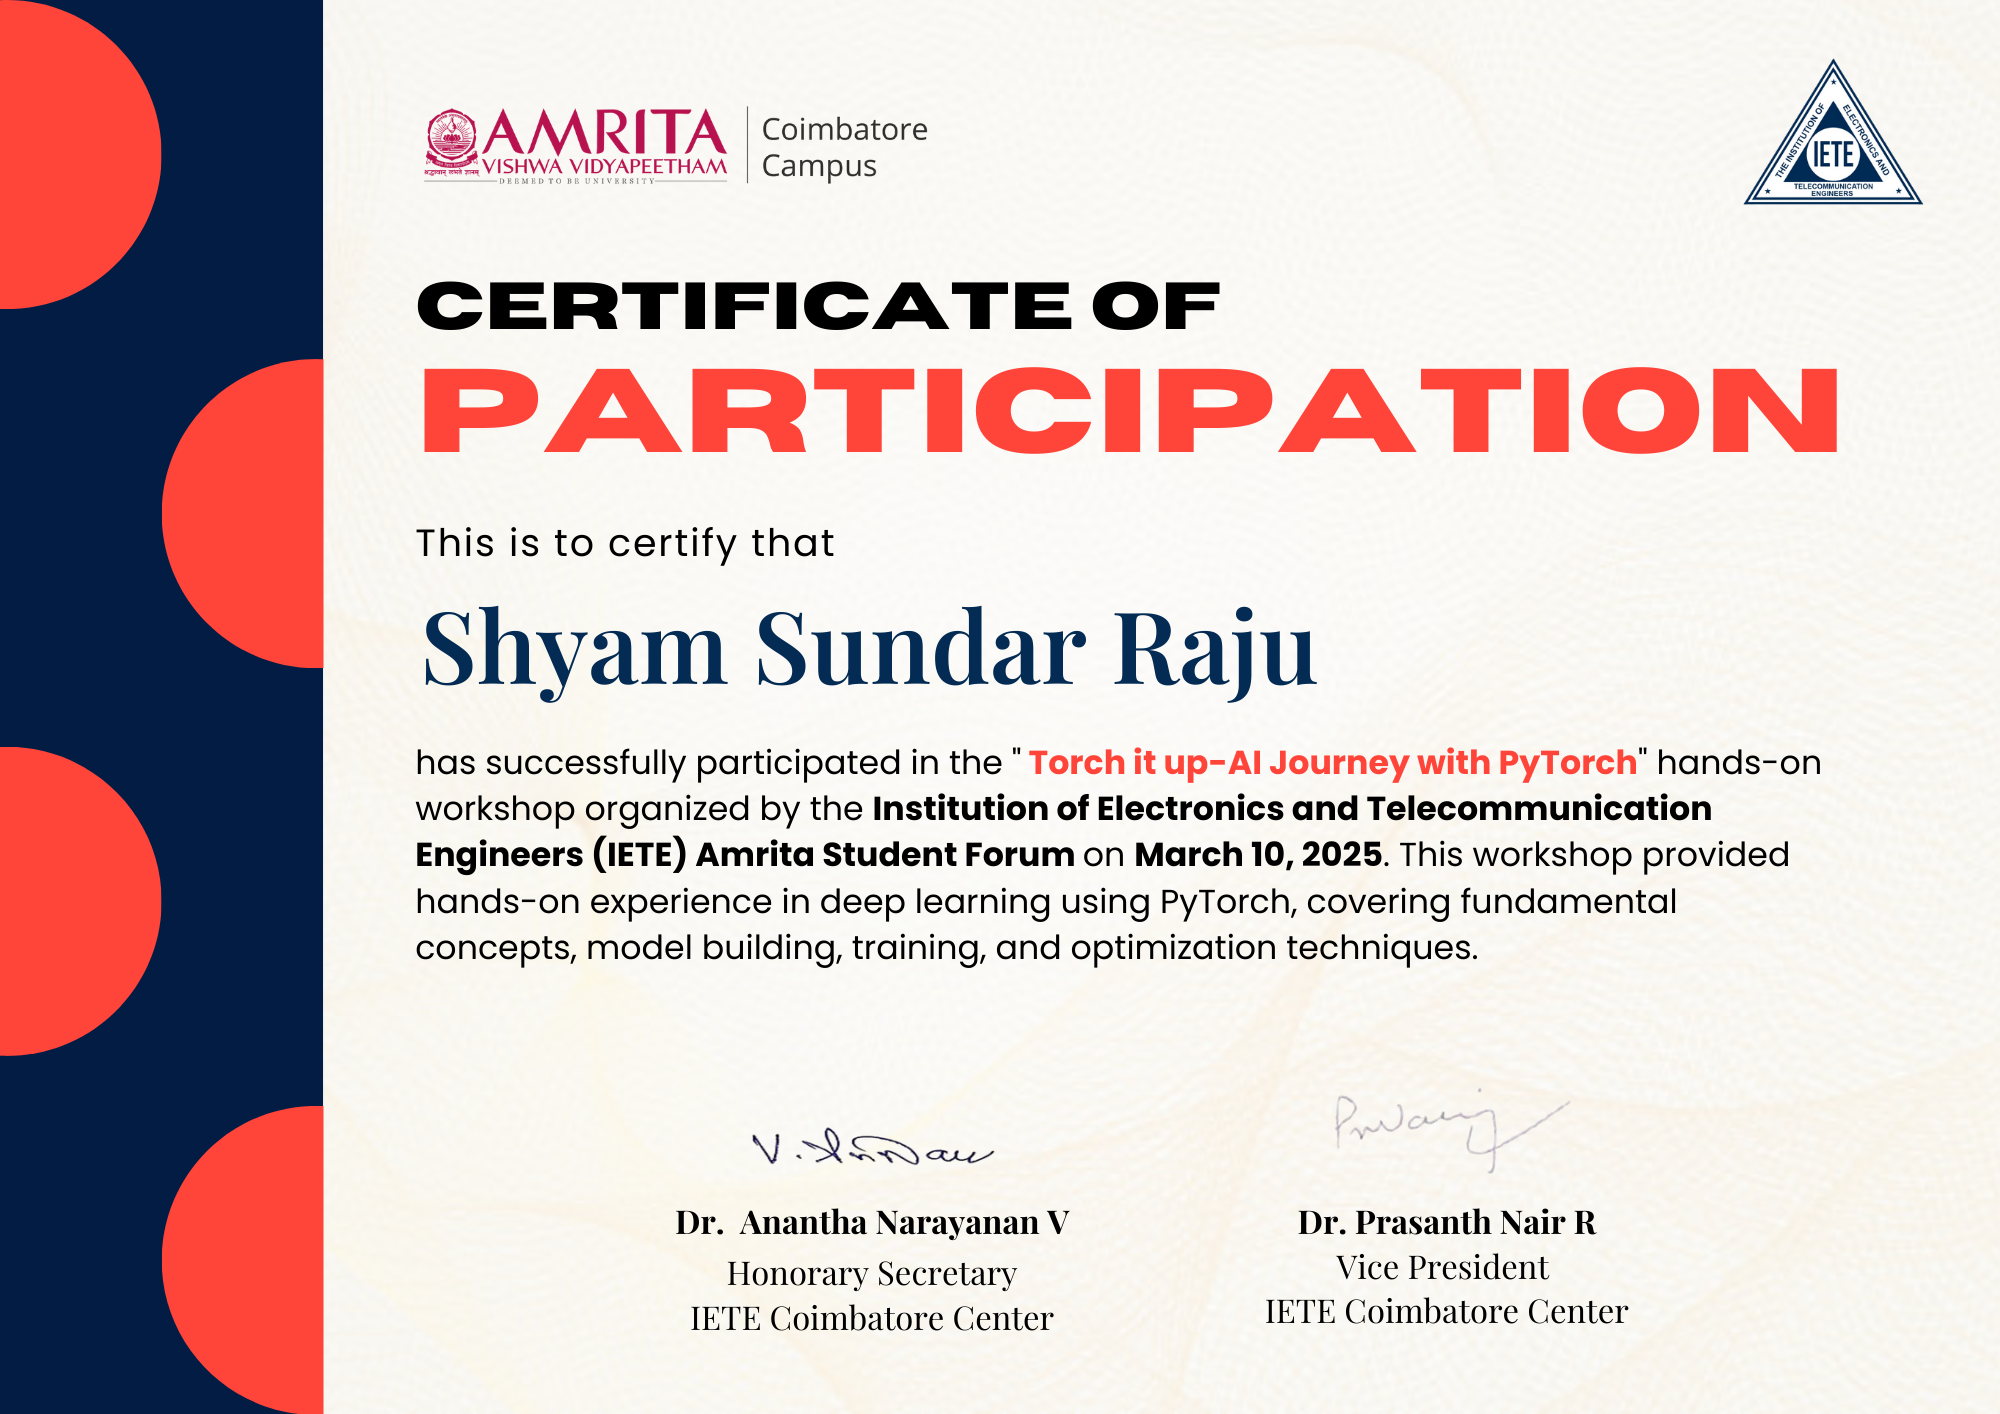 AMRITA
VISHWA VIDYAPEETHAM
श्रद्धावान् लभते ज्ञानम्
DEEMED TO BE UNIVERSITY
Coimbatore
Campus
THE INSTITUTION OF
ELECTRONICS AND
IETE
TELECOMMUNICATION
ENGINEERS
CERTIFICATE OF
PARTICIPATION
This is to certify that
Shyam Sundar Raju
has successfully participated in the " Torch it up-AI Journey with PyTorch" hands-on
workshop organized by the Institution of Electronics and Telecommunication
Engineers (IETE) Amrita Student Forum on March 10, 2025. This workshop provided
hands-on experience in deep learning using PyTorch, covering fundamental
concepts, model building, training, and optimization techniques.
Dr.  Anantha Narayanan V
Honorary Secretary
IETE Coimbatore Center
Dr. Prasanth Nair R
Vice President
IETE Coimbatore Center